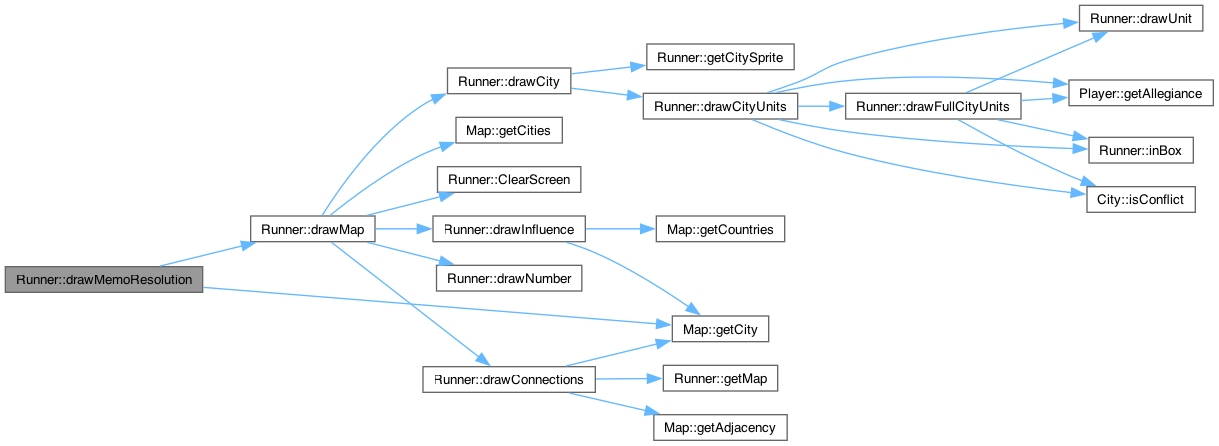 Runner::drawMemoResolution
Runner::drawMap
Runner::drawCity
Map::getCities
Runner::ClearScreen
Runner::drawInfluence
Runner::drawNumber
Runner::drawConnections
Runner::getCitySprite
Runner::drawCityUnits
Map::getCountries
Map::getCity
Runner::getMap
Map::getAdjacency
Runner::drawFullCityUnits
Runner::drawUnit
Player::getAllegiance
Runner::inBox
City::isConflict